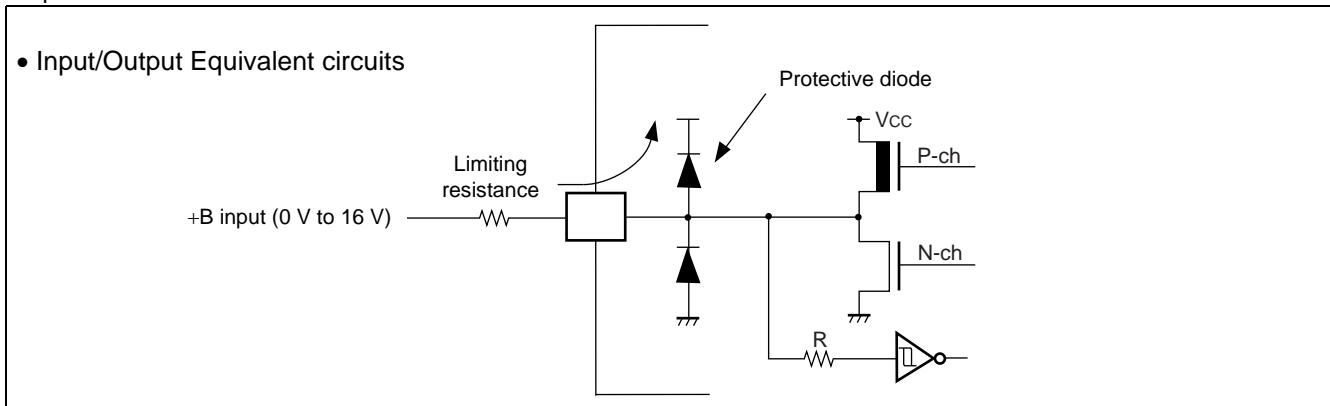 • Input/Output Equivalent circuits
Protective diode
VCC
P-ch
Limiting
resistance
+B input (0 V to 16 V)
N-ch
R